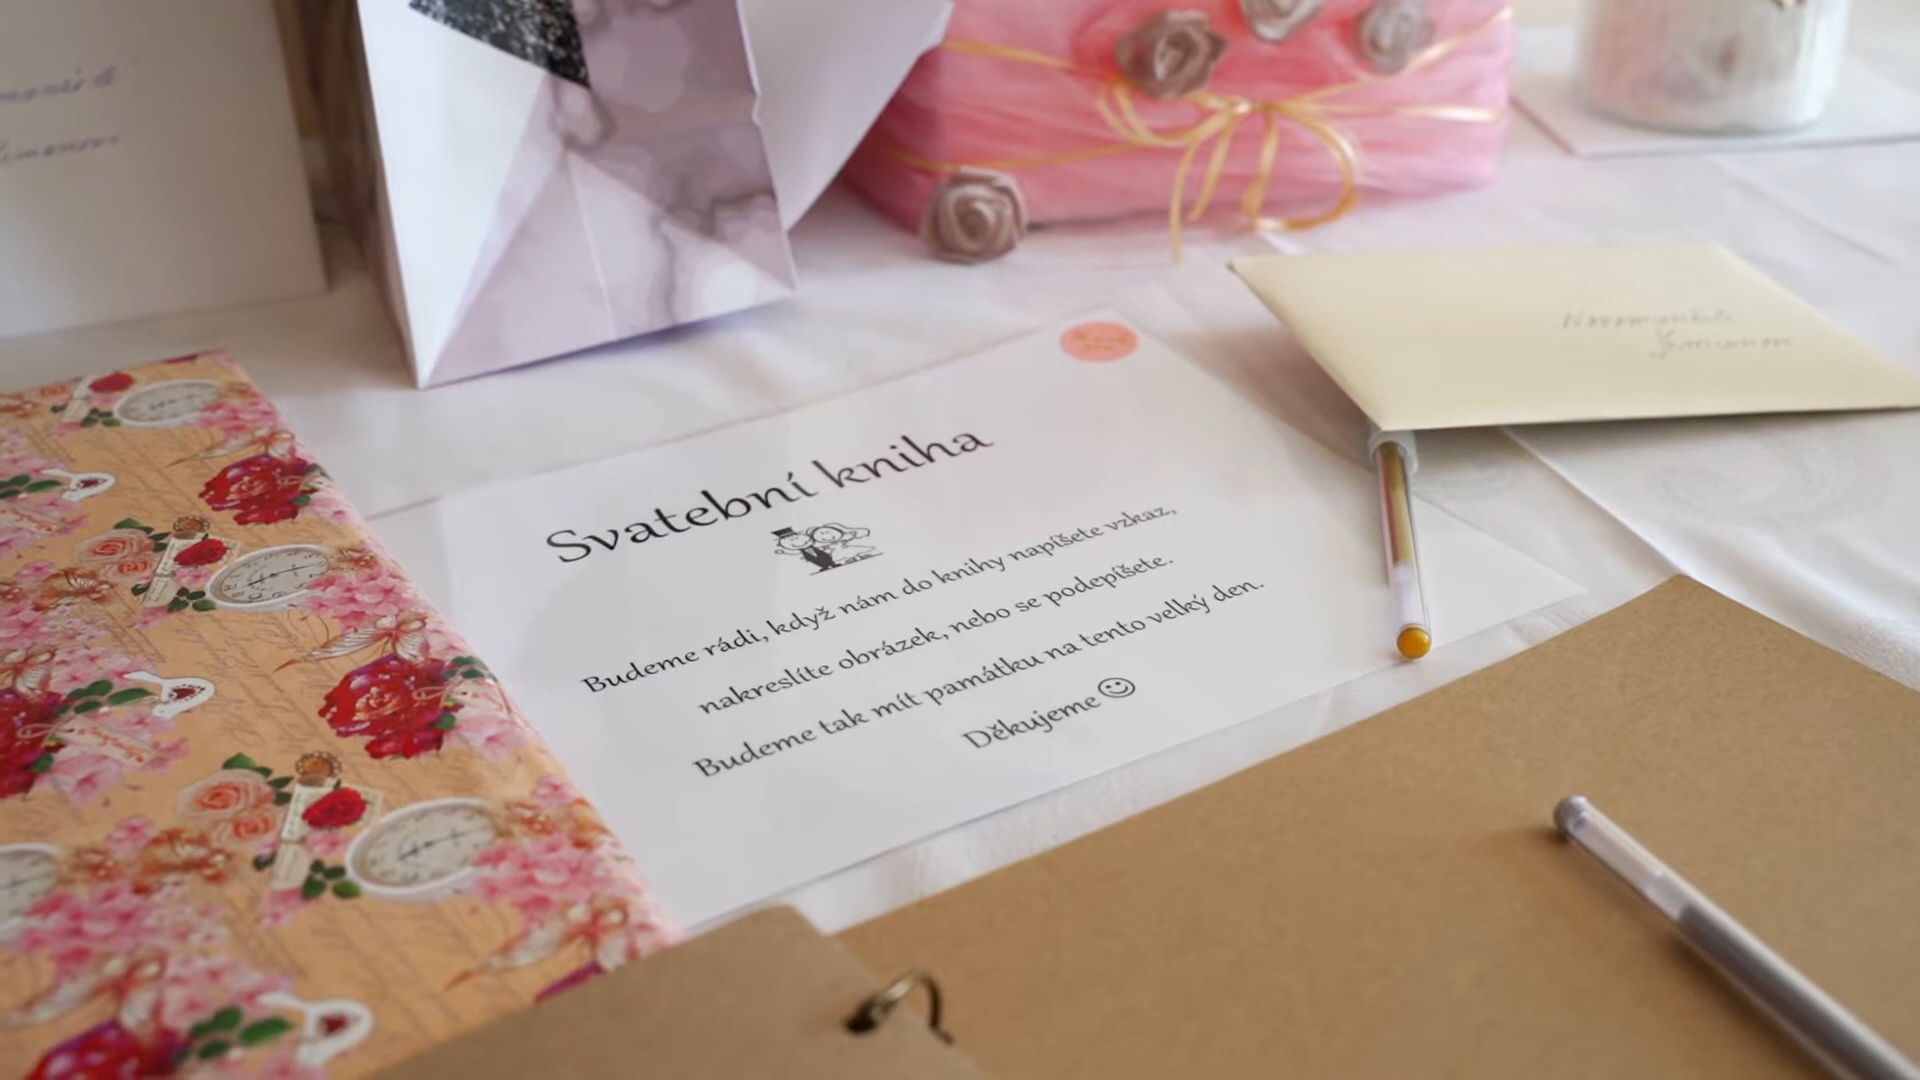 Svatební kniha
Budeme rádi, když nám do knihy napíšete vzkaz,
nakreslíte obrázek, nebo se podepíšete.
Budeme tak mít památku na tento velký den.
Děkujeme ☺